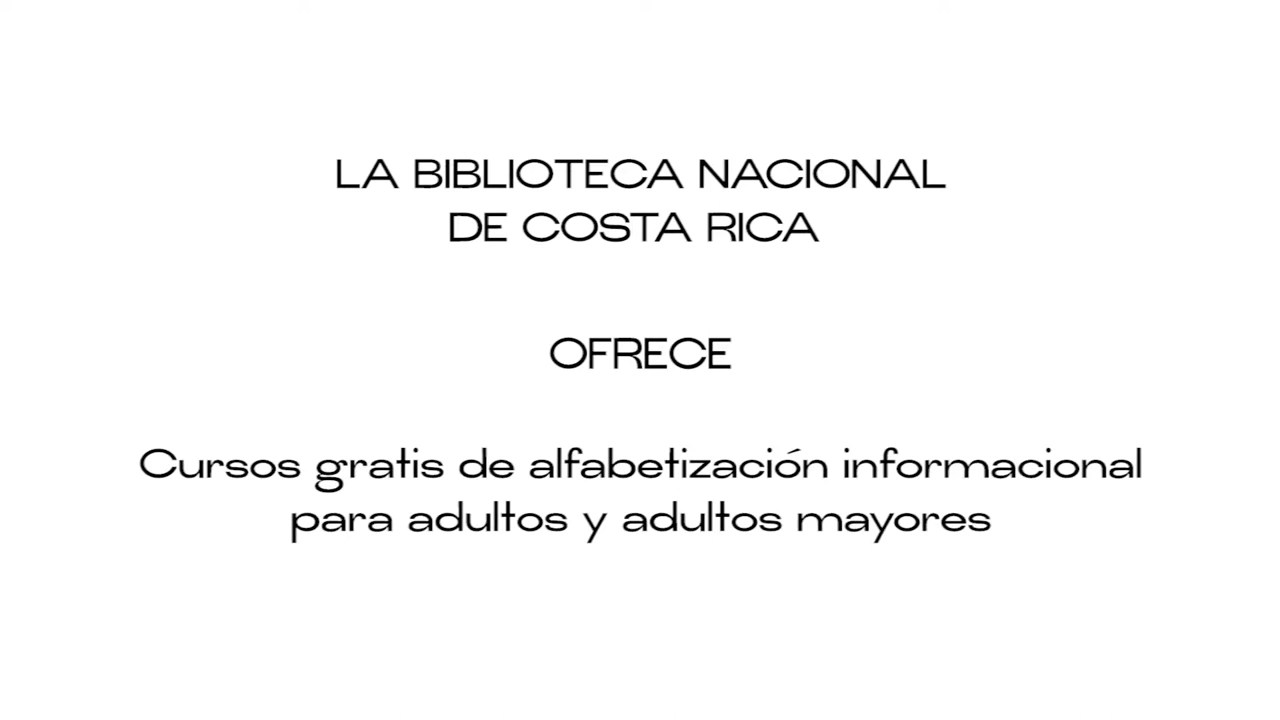 LA BIBLIOTECA NACIONAL
DE COSTA RICA
OFRECE
Cursos gratis de alfabetización informacional
para adultos y adultos mayores